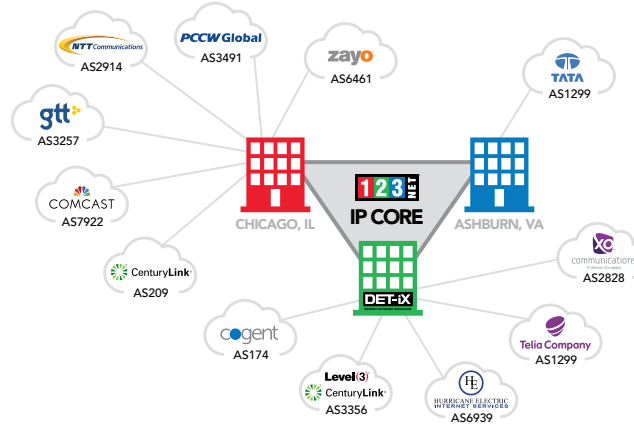 NTT Communications
AS2914
PCCW Global
AS3491
zayo
AS6461
TATA
AS1299
gtt
AS3257
COMCAST
AS7922
CenturyLink
AS209
CHICAGO, IL
123NET
IP CORE
ASHBURN, VA
DET-iX
XO
communications
AS2828
cogent
AS174
Level(3)
CenturyLink
AS3356
HE
HURRICANE ELECTRIC
INTERNET SERVICES
AS6939
Telia Company
AS1299